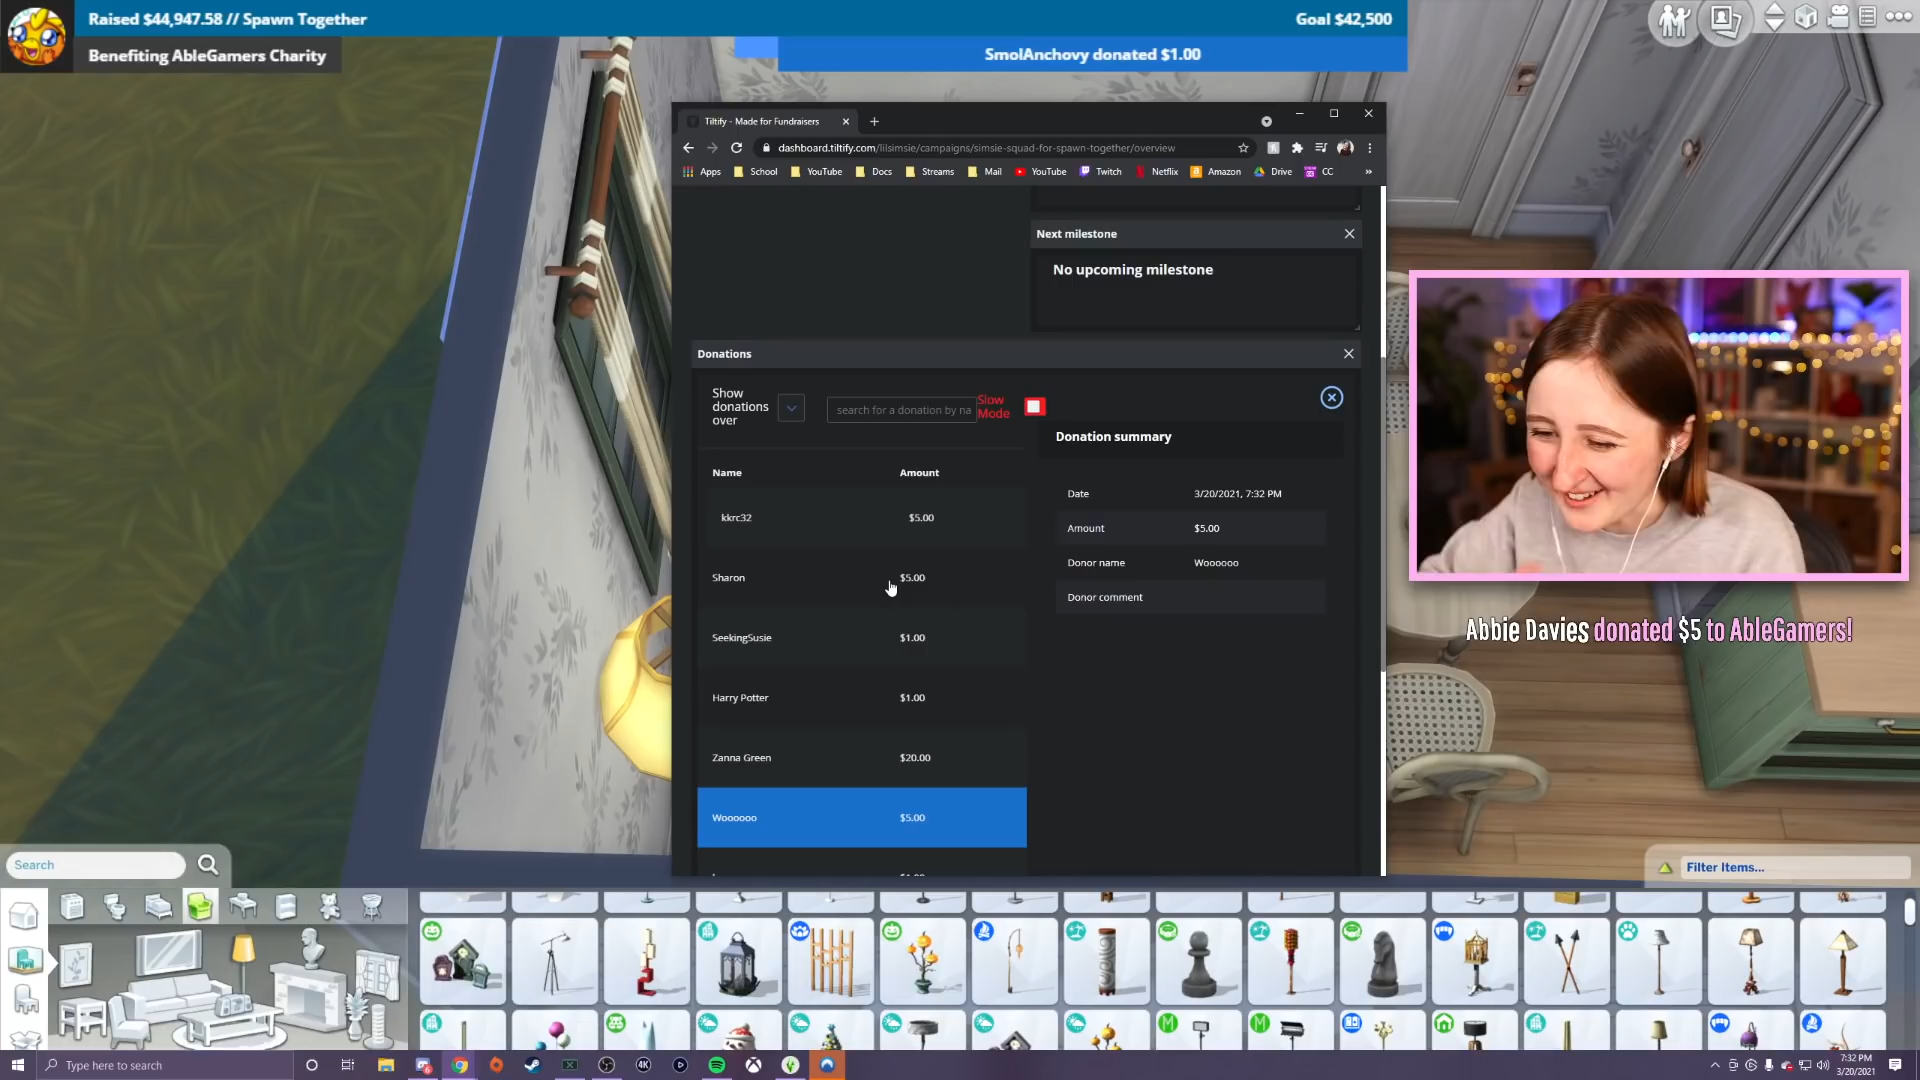 Raised $44,947.58 // Spawn Together
Goal $42,500
Benefiting AbleGamers Charity
SmolAnchovy donated $1.00
Tiltify - Made for Fundraisers
dashboard.tiltify.com/lilsimsie/campaigns/simsie-squad-for-spawn-together/overview
Apps School YouTube Docs Streams Mail YouTube Twitch Netflix Amazon Drive CC »
Next milestone
No upcoming milestone
Donations
Show donations over
search for a donation by na
Slow Mode
Donation summary
Name Amount
kkrc32 $5.00
Sharon $5.00
SeekingSusie $1.00
Harry Potter $1.00
Zanna Green $20.00
Woooooo $5.00
Date 3/20/2021, 7:32 PM
Amount $5.00
Donor name Woooooo
Donor comment
Abbie Davies donated $5 to AbleGamers!
Search
Filter Items...
Type here to search
4K
7:32 PM
3/20/2021